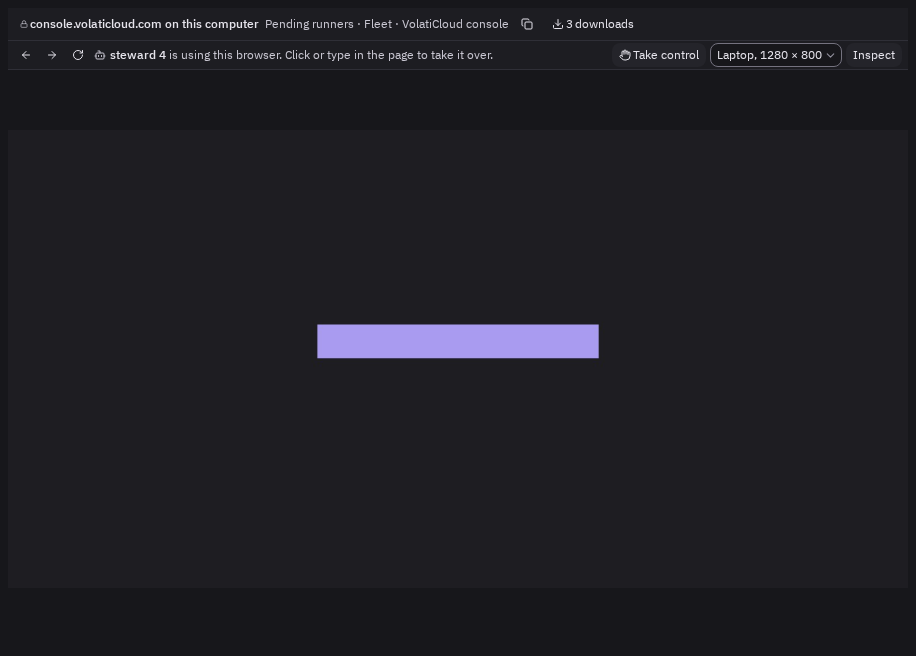 console.volaticloud.com on this computer Pending runners · Fleet · VolatiCloud console 3 downloads
steward 4 is using this browser. Click or type in the page to take it over. Take control Laptop, 1280 × 800 Inspect